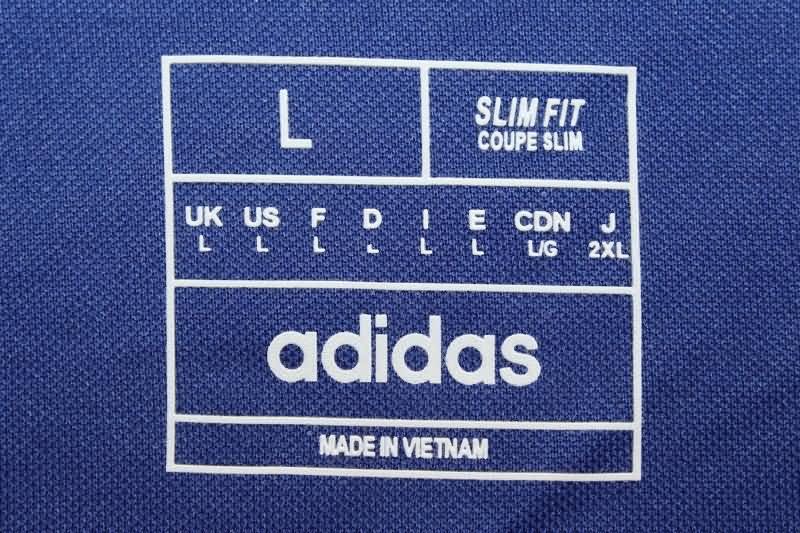 L
SLIM FIT
COUPE SLIM
UK US F D I E CDN J
L L L L L L L/G 2XL
adidas
MADE IN VIETNAM